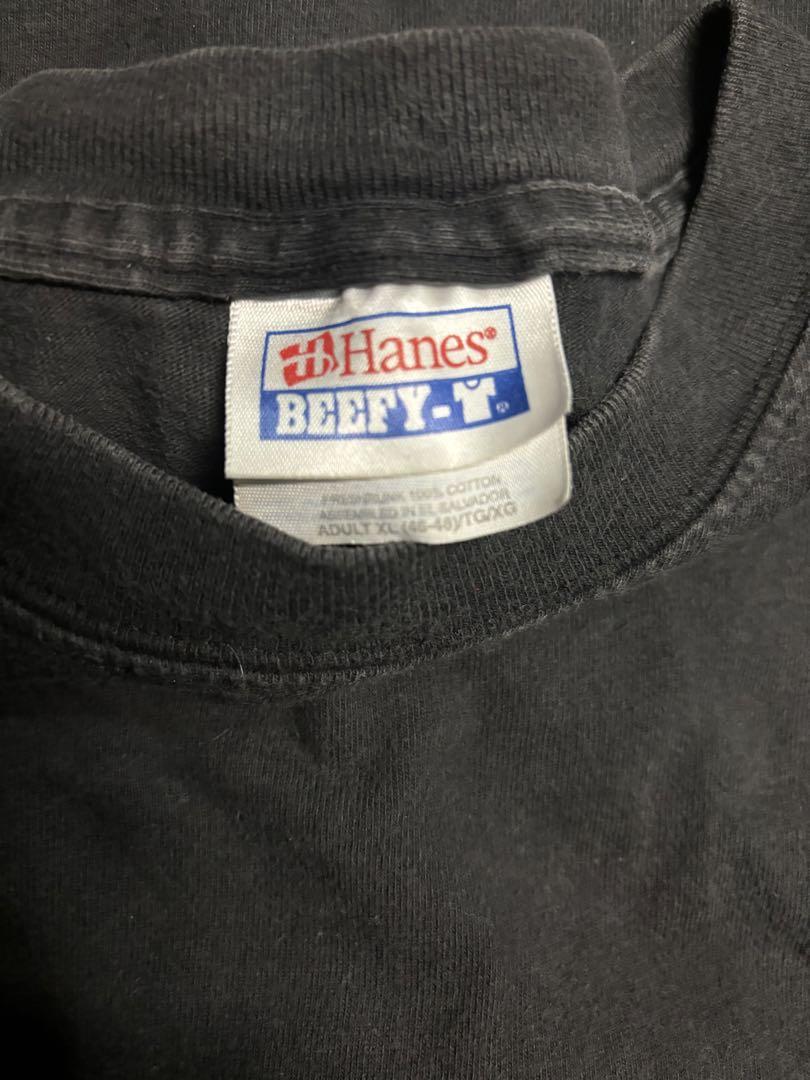 Hanes®
BEEFY-T®
PRESHRUNK 100% COTTON
ASSEMBLED IN EL SALVADOR
ADULT XL (46-48)/TG/XG